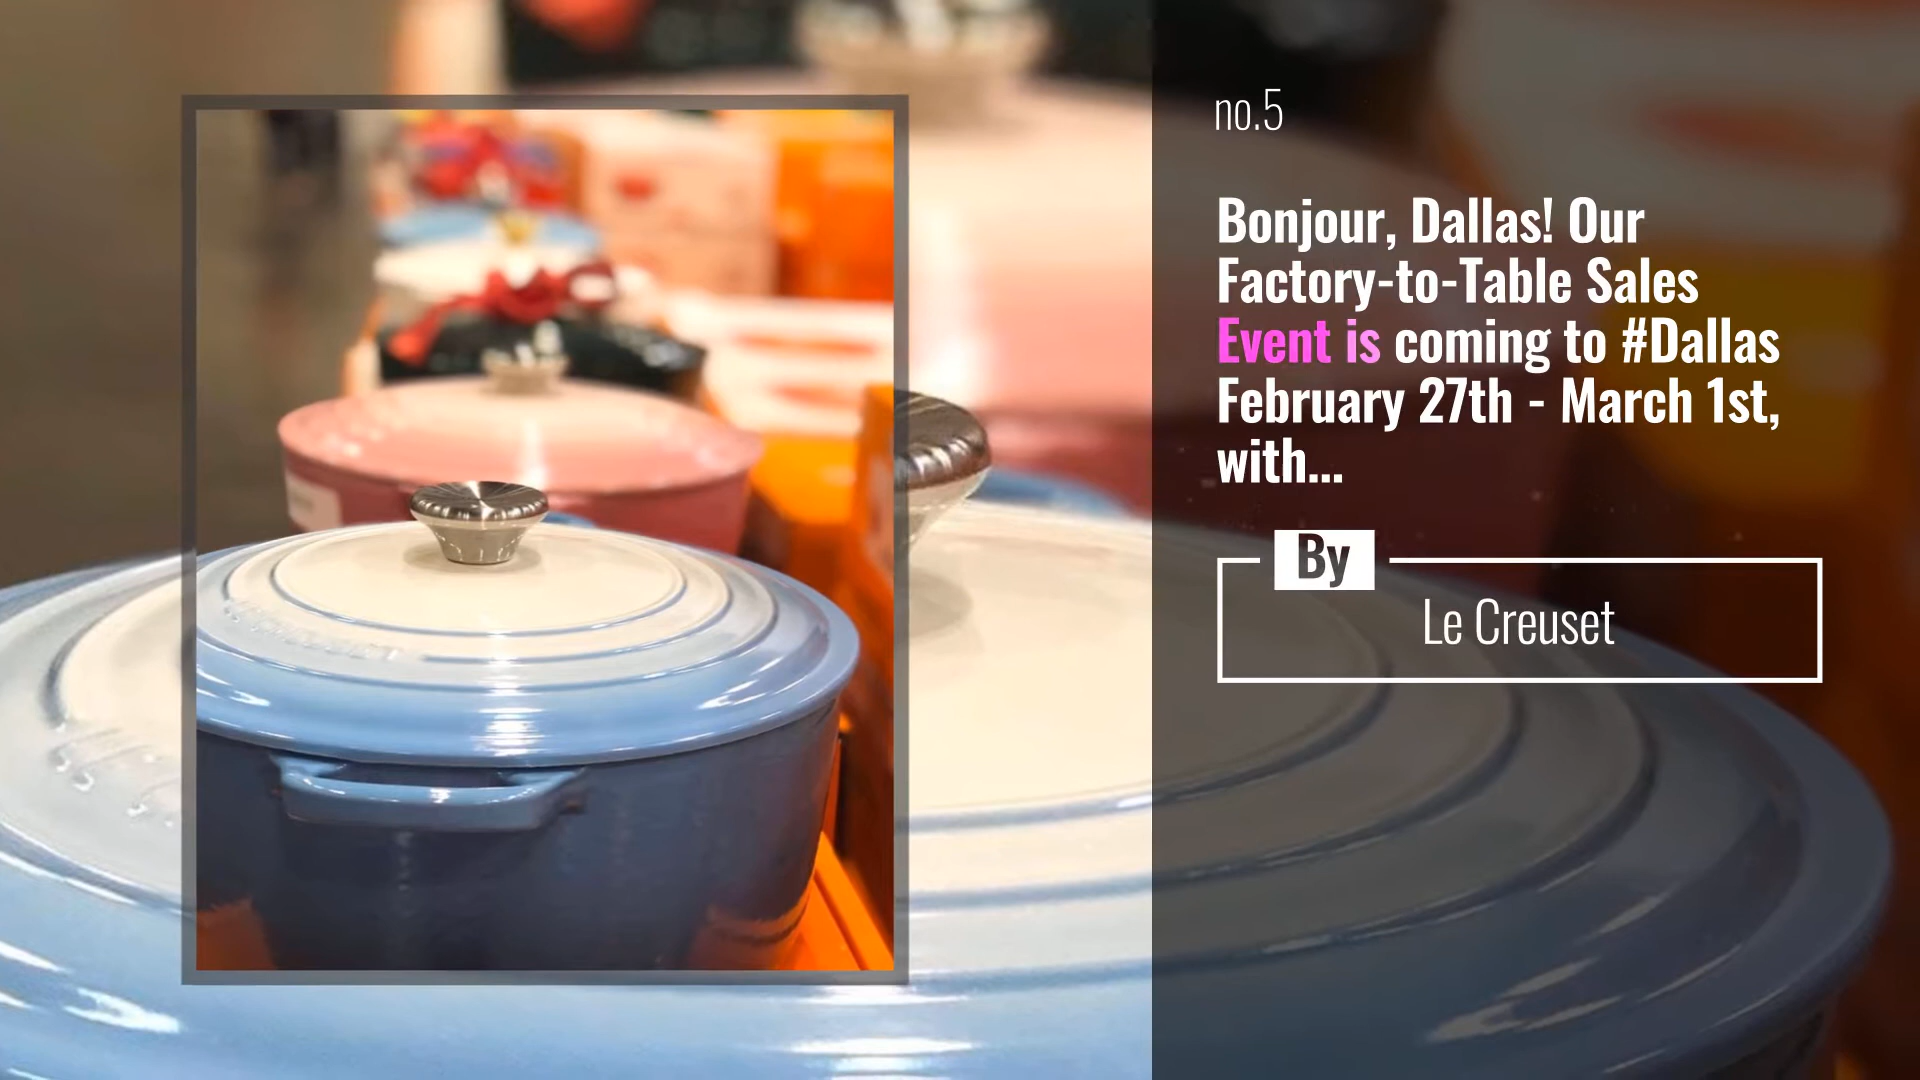 no.5
Bonjour, Dallas! Our
Factory-to-Table Sales
Event is coming to #Dallas
February 27th - March 1st,
with...
By
Le Creuset